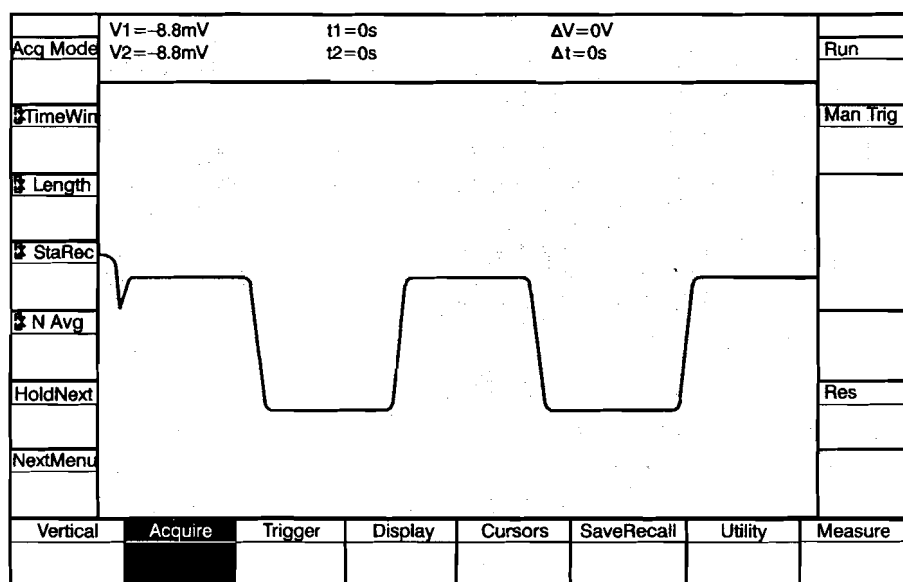 V1=–8.8mV t1=0s ΔV=0V
V2=–8.8mV t2=0s Δt=0s
Acq Mode
TimeWin
Length
StaRec
N Avg
HoldNext
NextMenu
Run
Man Trig
Res
Vertical Acquire Trigger Display Cursors SaveRecall Utility Measure